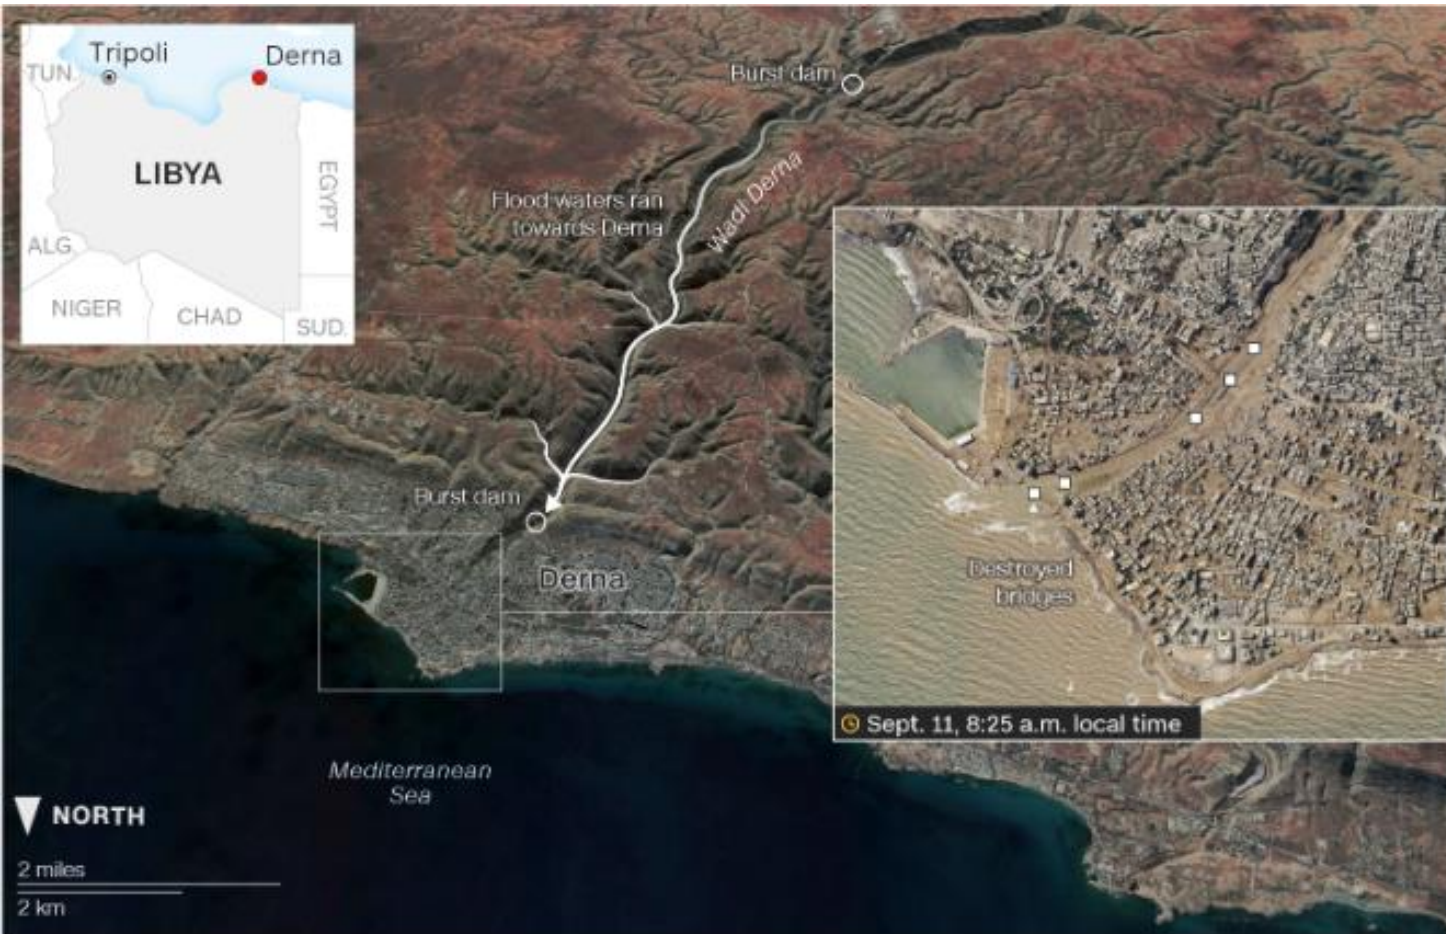 Tripoli
Derna
TUN.
LIBYA
EGYPT
ALG.
NIGER
CHAD
SUD.
Burst dam
Wadi Derna
Flood waters ran
towards Derna
Burst dam
Derna
Destroyed
bridges
Sept. 11, 8:25 a.m. local time
Mediterranean
Sea
NORTH
2 miles
2 km